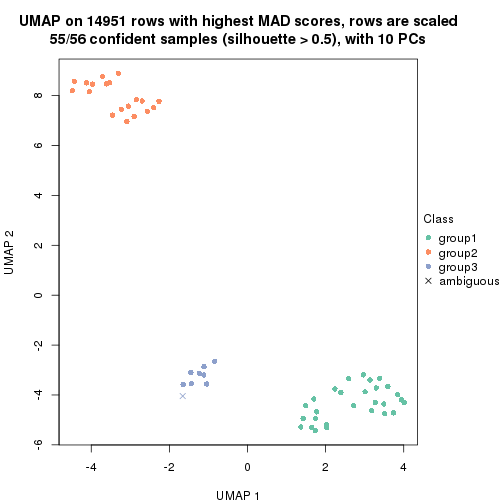 UMAP on 14951 rows with highest MAD scores, rows are scaled
55/56 confident samples (silhouette > 0.5), with 10 PCs
8
6
4
2
0
-2
-4
-6
UMAP 2
-4
-2
0
2
4
UMAP 1
Class
group1
group2
group3
ambiguous